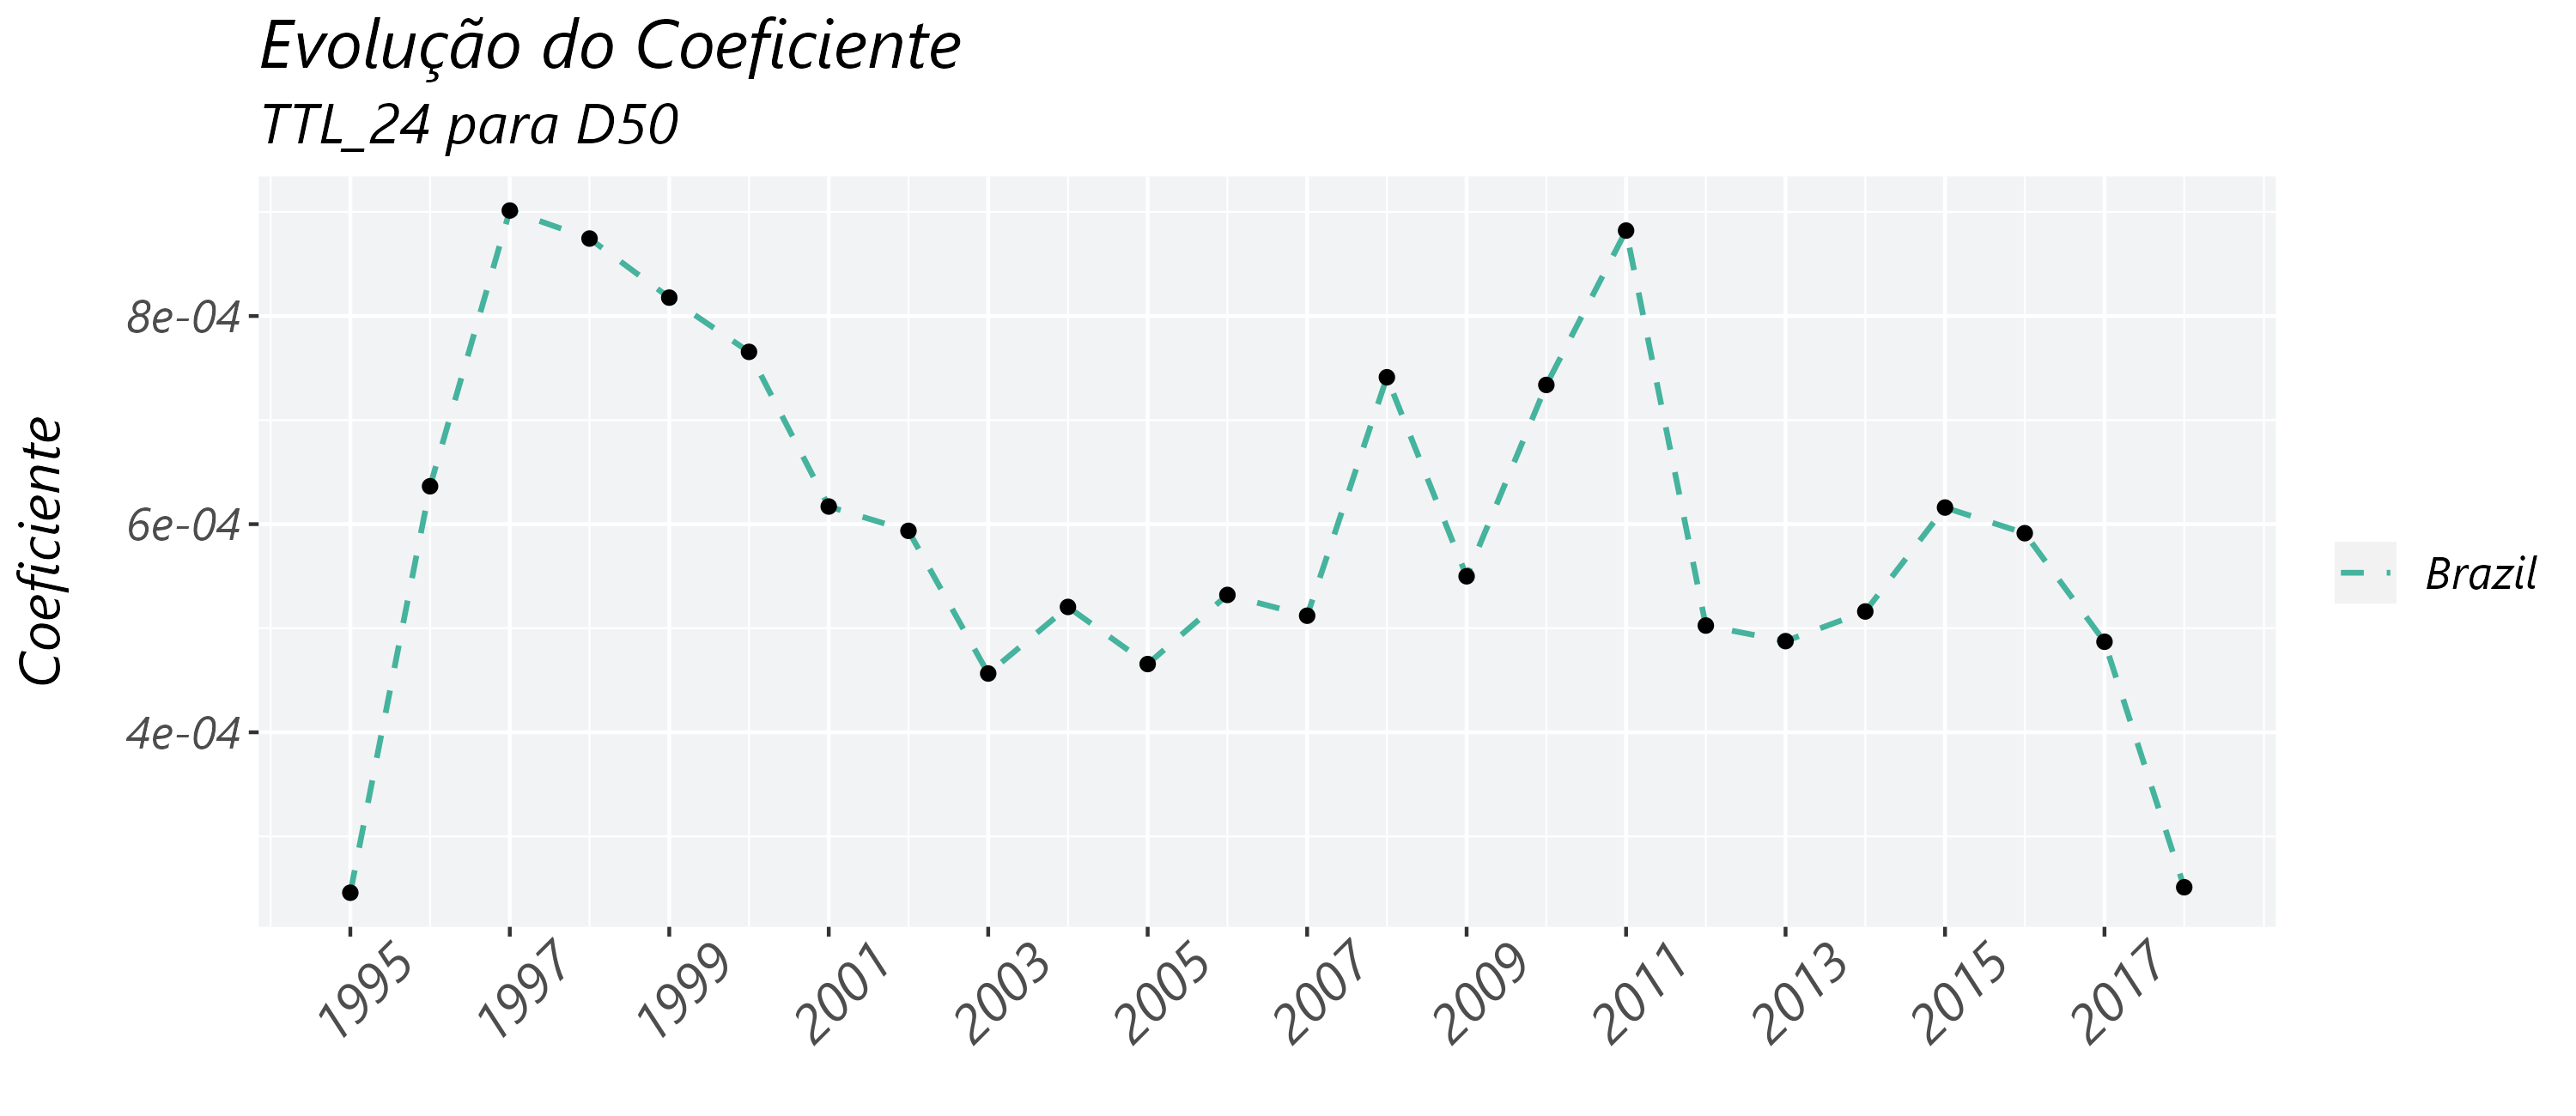 Evolução do Coeficiente
TTL_24 para D50
Coeficiente
8e-04
6e-04
4e-04
1995
1997
1999
2001
2003
2005
2007
2009
2011
2013
2015
2017
Brazil